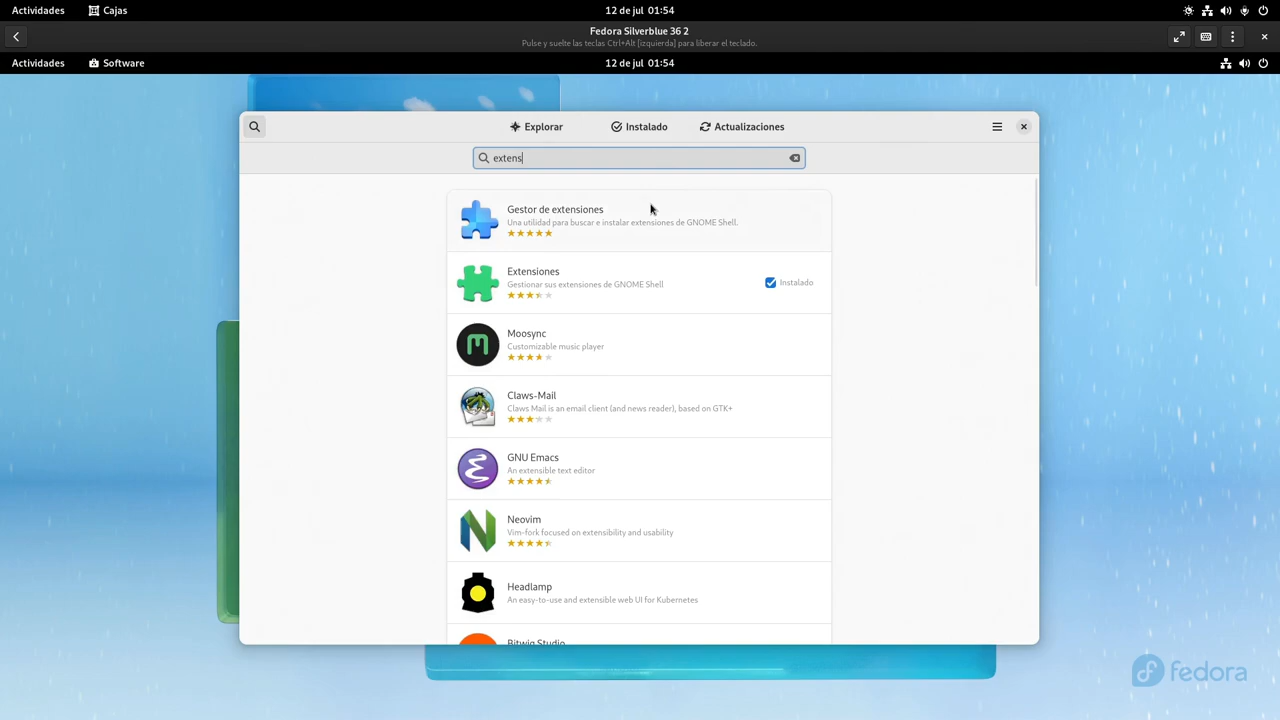 Actividades Cajas 12 de jul 01:54
Fedora Silverblue 36 2
Pulse y suelte las teclas Ctrl+Alt [izquierda] para liberar el teclado.
Actividades Software 12 de jul 01:54
Explorar Instalado Actualizaciones
extens
Gestor de extensiones
Una utilidad para buscar e instalar extensiones de GNOME Shell.
Extensiones
Gestionar sus extensiones de GNOME Shell
Instalado
Moosync
Customizable music player
Claws-Mail
Claws Mail is an email client (and news reader), based on GTK+
GNU Emacs
An extensible text editor
Neovim
Vim-fork focused on extensibility and usability
Headlamp
An easy-to-use and extensible web UI for Kubernetes
Bitwig Studio
fedora